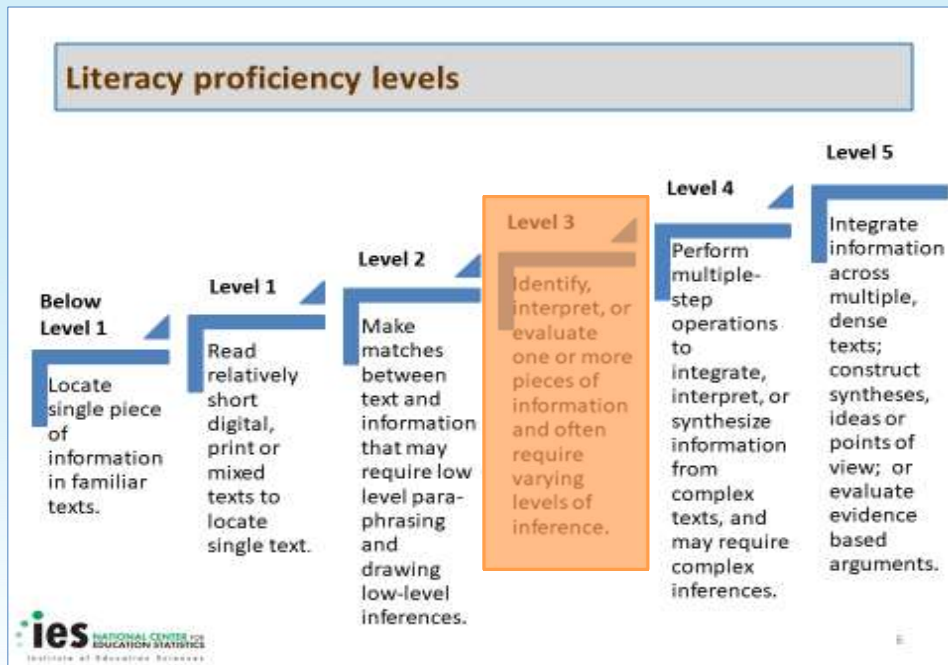 Literacy proficiency levels
Below
Level 1
Locate
single piece
of
information
in familiar
texts.
Level 1
Read
relatively
short
digital,
print or
mixed
texts to
locate
single text.
Level 2
Make
matches
between
text and
information
that may
require low
level para-
phrasing
and
drawing
low-level
inferences.
Level 3
Identify,
interpret, or
evaluate
one or more
pieces of
information
and often
require
varying
levels of
inference.
Level 4
Perform
multiple-
step
operations
to
integrate,
interpret, or
synthesize
information
from
complex
texts, and
may require
complex
inferences.
Level 5
Integrate
information
across
multiple,
dense
texts;
construct
syntheses,
ideas or
points of
view; or
evaluate
evidence
based
arguments.
ies NATIONAL CENTER FOR
EDUCATION STATISTICS
Institute of Education Sciences